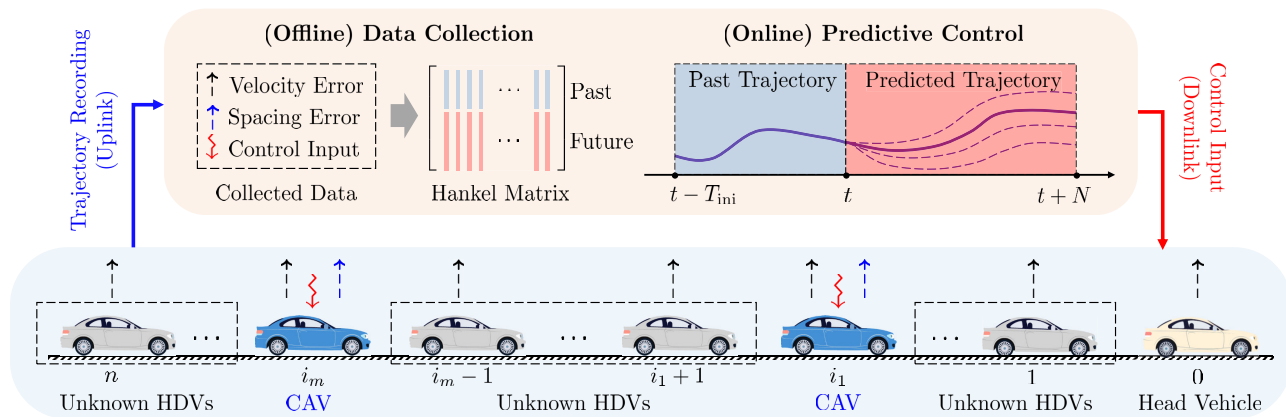 (Offline) Data Collection
(Online) Predictive Control
Trajectory Recording
(Uplink)
Velocity Error
Spacing Error
Control Input
Collected Data
...
...
Past
Future
Hankel Matrix
Past Trajectory
Predicted Trajectory
t − T_ini
t
t + N
Control Input
(Downlink)
...
...
...
n
i_m
i_m − 1
i_1 + 1
i_1
1
0
Unknown HDVs
CAV
Unknown HDVs
CAV
Unknown HDVs
Head Vehicle